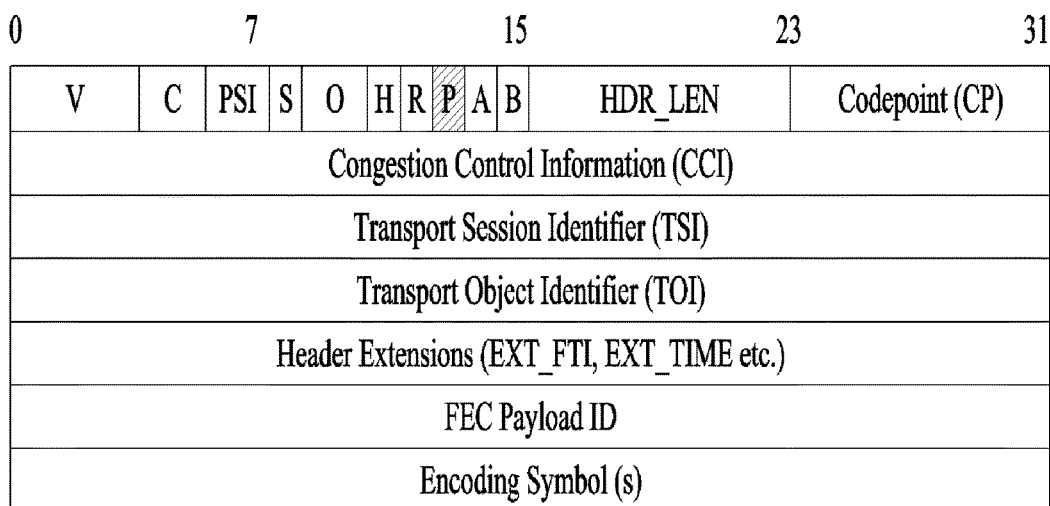 0 7 15 23 31
V C PSI S O H R P A B HDR_LEN Codepoint (CP)
Congestion Control Information (CCI)
Transport Session Identifier (TSI)
Transport Object Identifier (TOI)
Header Extensions (EXT_FTI, EXT_TIME etc.)
FEC Payload ID
Encoding Symbol (s)